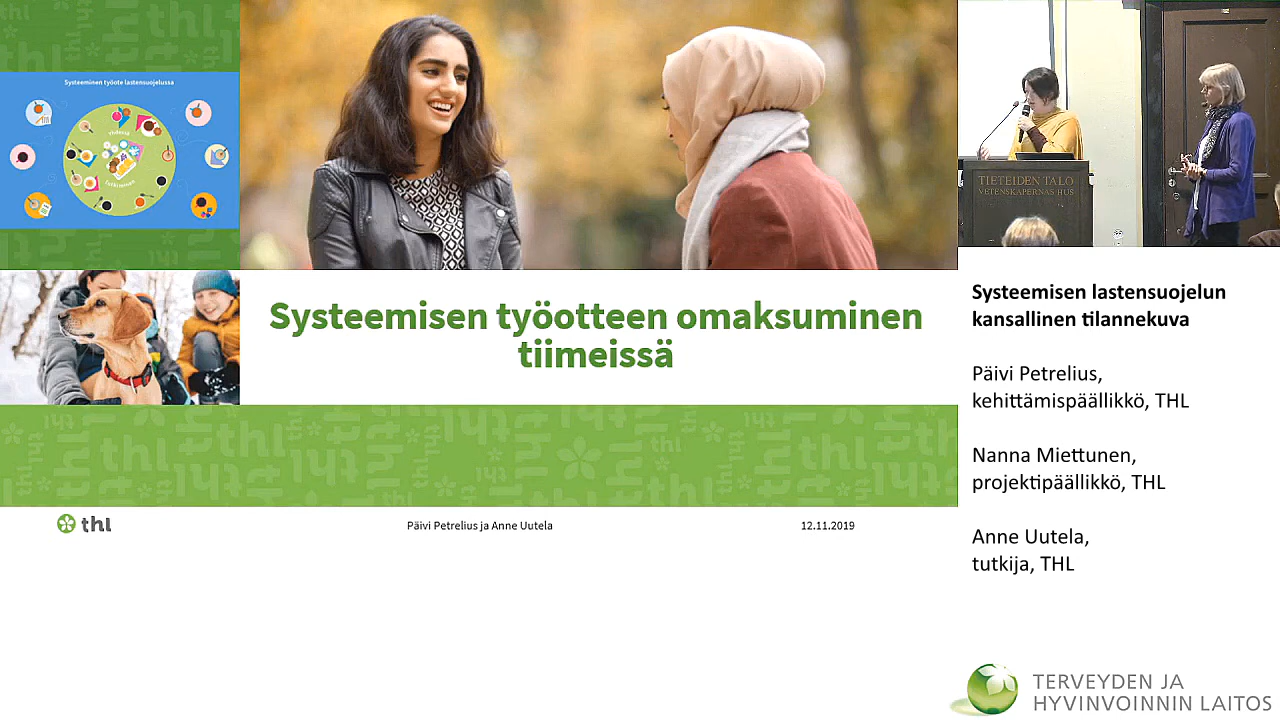 Systeeminen työote lastensuojelussa
Yhdessä
tutkiminen
TIETEIDEN TALO
VETENSKAPERNAS HUS
Systeemisen työotteen omaksuminen
tiimeissä
thl
Päivi Petrelius ja Anne Uutela
12.11.2019
Systeemisen lastensuojelun
kansallinen tilannekuva
Päivi Petrelius,
kehittämispäällikkö, THL
Nanna Miettunen,
projektipäällikkö, THL
Anne Uutela,
tutkija, THL
TERVEYDEN JA
HYVINVOINNIN LAITOS